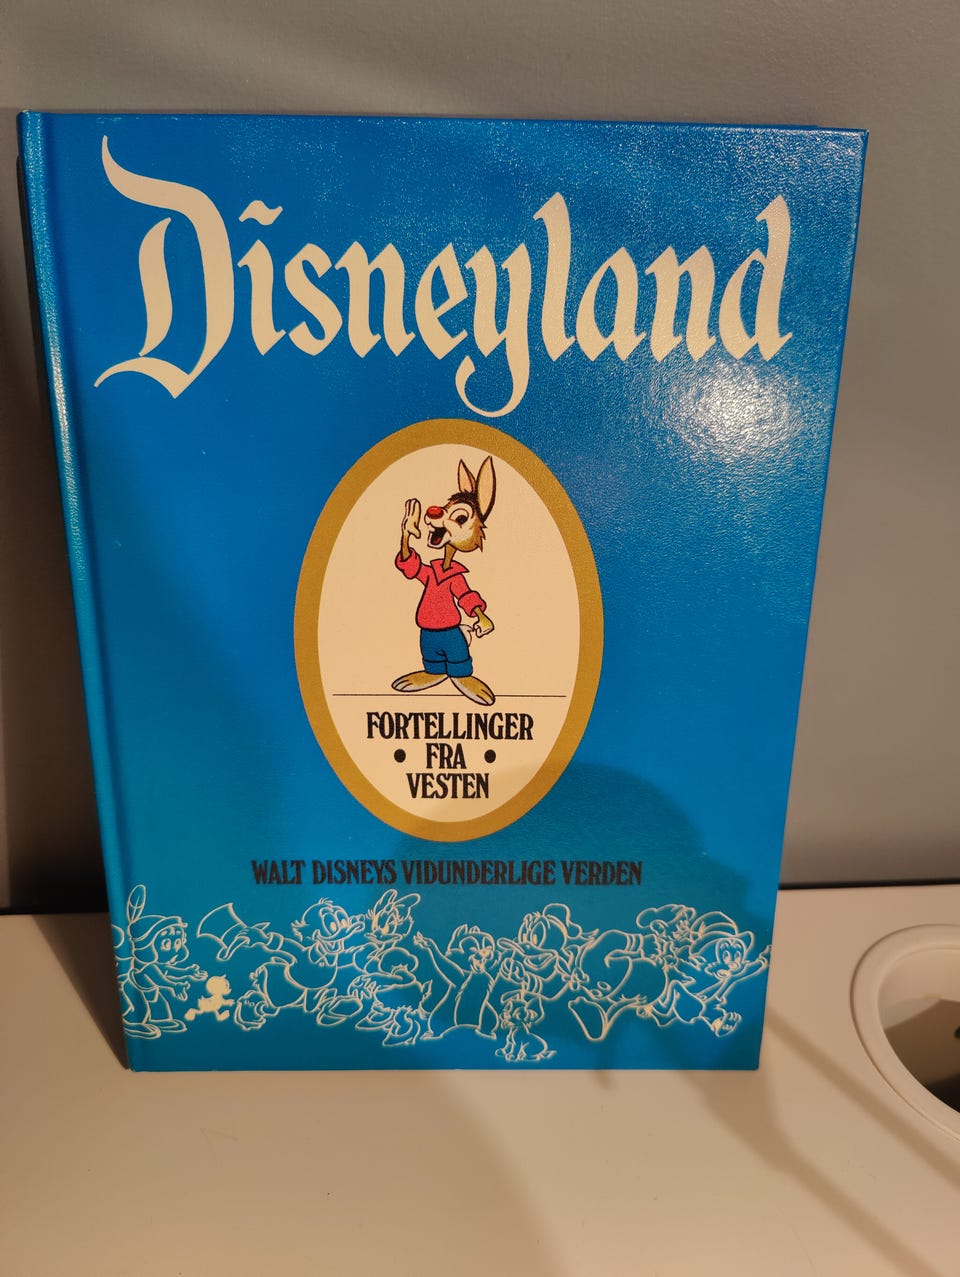 Disneyland
FORTELLINGER
• FRA •
VESTEN
WALT DISNEYS VIDUNDERLIGE VERDEN